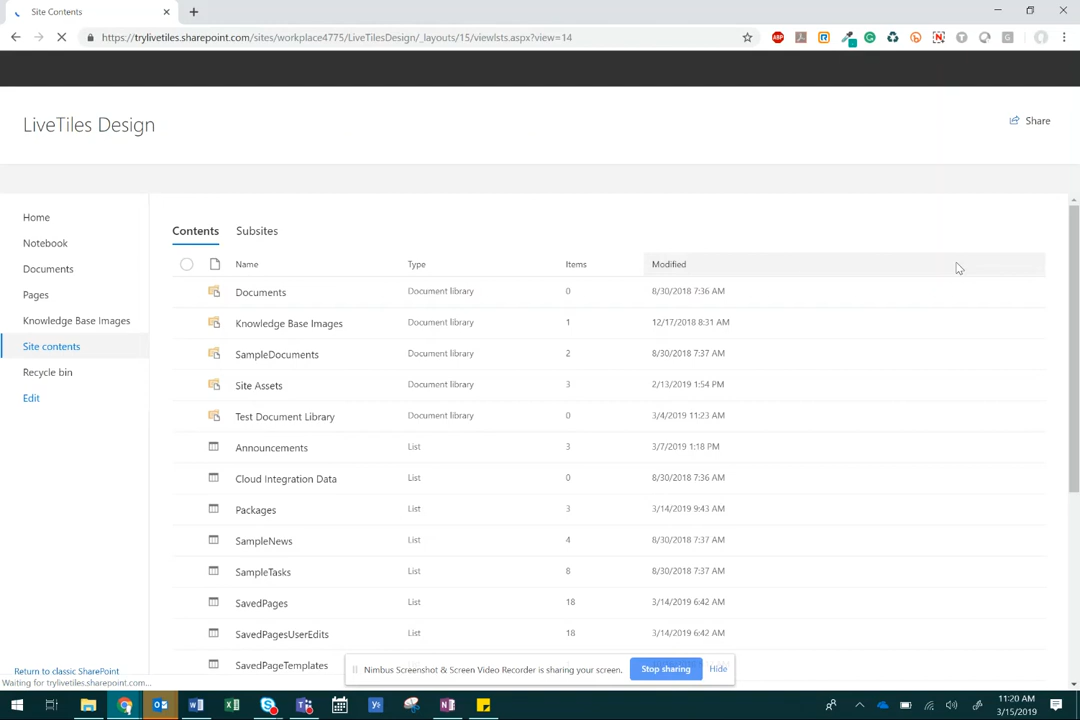 Site Contents
https://trylivetiles.sharepoint.com/sites/workplace4775/LiveTilesDesign/_layouts/15/viewlsts.aspx?view=14
LiveTiles Design
Share
Home
Notebook
Documents
Pages
Knowledge Base Images
Site contents
Recycle bin
Edit
Contents Subsites
Name Type Items Modified
Documents Document library 0 8/30/2018 7:36 AM
Knowledge Base Images Document library 1 12/17/2018 8:31 AM
SampleDocuments Document library 2 8/30/2018 7:37 AM
Site Assets Document library 3 2/13/2019 1:54 PM
Test Document Library Document library 0 3/4/2019 11:23 AM
Announcements List 3 3/7/2019 1:18 PM
Cloud Integration Data List 0 8/30/2018 7:36 AM
Packages List 3 3/14/2019 9:43 AM
SampleNews List 4 8/30/2018 7:37 AM
SampleTasks List 8 8/30/2018 7:37 AM
SavedPages List 18 3/14/2019 6:42 AM
SavedPagesUserEdits List 18 3/14/2019 6:42 AM
SavedPageTemplates
Nimbus Screenshot & Screen Video Recorder is sharing your screen. Stop sharing Hide
Return to classic SharePoint
Waiting for trylivetiles.sharepoint.com...
11:20 AM
3/15/2019